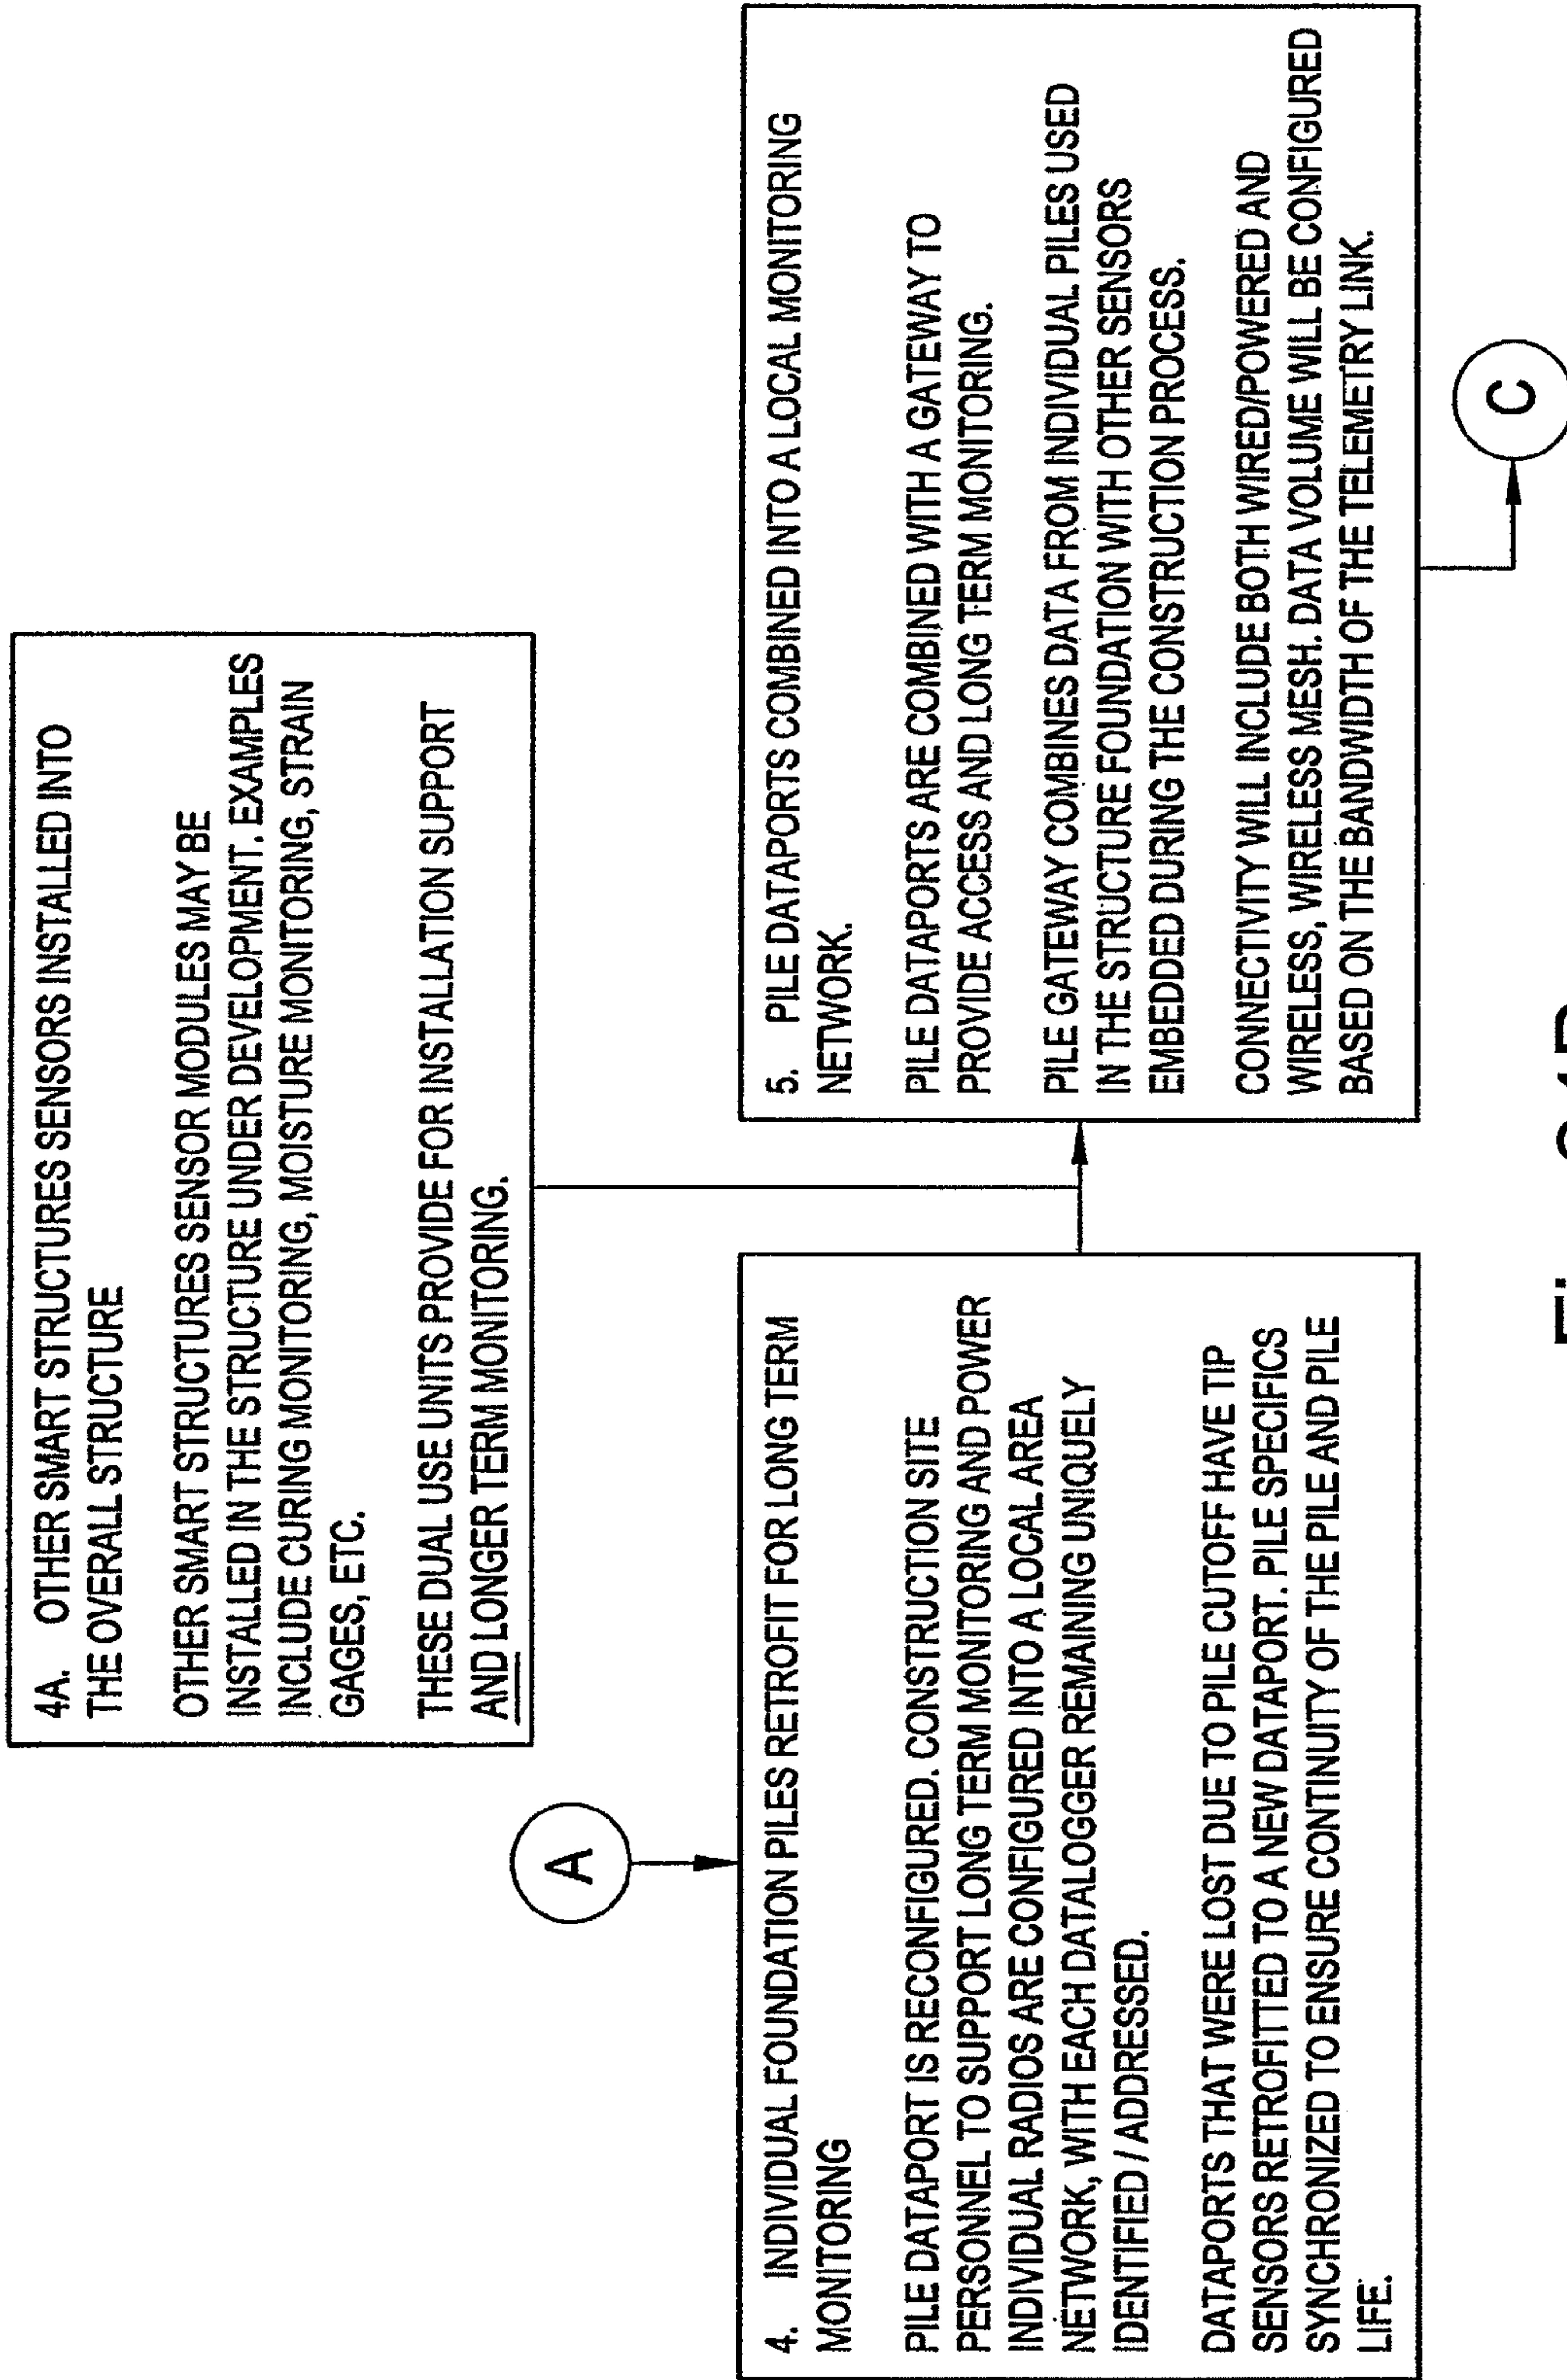 4A. OTHER SMART STRUCTURES SENSORS INSTALLED INTO
THE OVERALL STRUCTURE
OTHER SMART STRUCTURES SENSOR MODULES MAY BE
INSTALLED IN THE STRUCTURE UNDER DEVELOPMENT. EXAMPLES
INCLUDE CURING MONITORING, MOISTURE MONITORING, STRAIN
GAGES, ETC.
THESE DUAL USE UNITS PROVIDE FOR INSTALLATION SUPPORT
AND LONGER TERM MONITORING.
A
4. INDIVIDUAL FOUNDATION PILES RETROFIT FOR LONG TERM
MONITORING
PILE DATAPORT IS RECONFIGURED. CONSTRUCTION SITE
PERSONNEL TO SUPPORT LONG TERM MONITORING AND POWER
INDIVIDUAL RADIOS ARE CONFIGURED INTO A LOCAL AREA
NETWORK, WITH EACH DATALOGGER REMAINING UNIQUELY
IDENTIFIED / ADDRESSED.
DATAPORTS THAT WERE LOST DUE TO PILE CUTOFF HAVE TIP
SENSORS RETROFITTED TO A NEW DATAPORT. PILE SPECIFICS
SYNCHRONIZED TO ENSURE CONTINUITY OF THE PILE AND PILE
LIFE.
5. PILE DATAPORTS COMBINED INTO A LOCAL MONITORING
NETWORK.
PILE DATAPORTS ARE COMBINED WITH A GATEWAY TO
PROVIDE ACCESS AND LONG TERM MONITORING.
PILE GATEWAY COMBINES DATA FROM INDIVIDUAL PILES USED
IN THE STRUCTURE FOUNDATION WITH OTHER SENSORS
EMBEDDED DURING THE CONSTRUCTION PROCESS.
CONNECTIVITY WILL INCLUDE BOTH WIRED/POWERED AND
WIRELESS, WIRELESS MESH. DATA VOLUME WILL BE CONFIGURED
BASED ON THE BANDWIDTH OF THE TELEMETRY LINK.
C